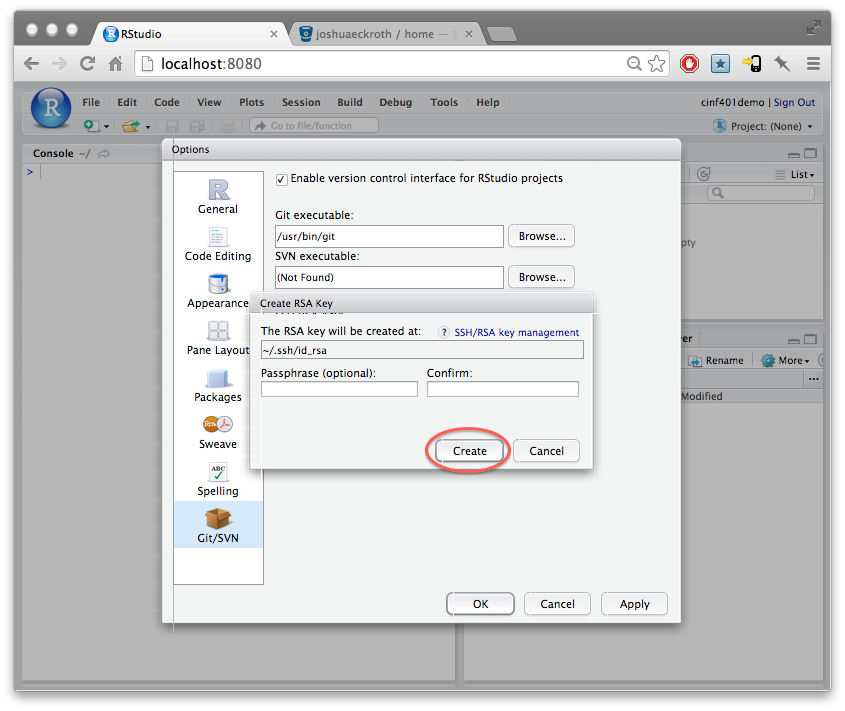 RStudio
joshuaeckroth / home —
localhost:8080
File Edit Code View Plots Session Build Debug Tools Help
cinf401demo | Sign Out
Go to file/function
Project: (None)
Console ~/
>
List
pty
ver
Rename
More
Modified
Options
General
Code Editing
Appearance
Pane Layout
Packages
Sweave
ABC
Spelling
Git/SVN
Enable version control interface for RStudio projects
Git executable:
/usr/bin/git
Browse...
SVN executable:
(Not Found)
Browse...
Create RSA Key
The RSA key will be created at:
? SSH/RSA key management
~/.ssh/id_rsa
Passphrase (optional):
Confirm:
Create
Cancel
OK
Cancel
Apply